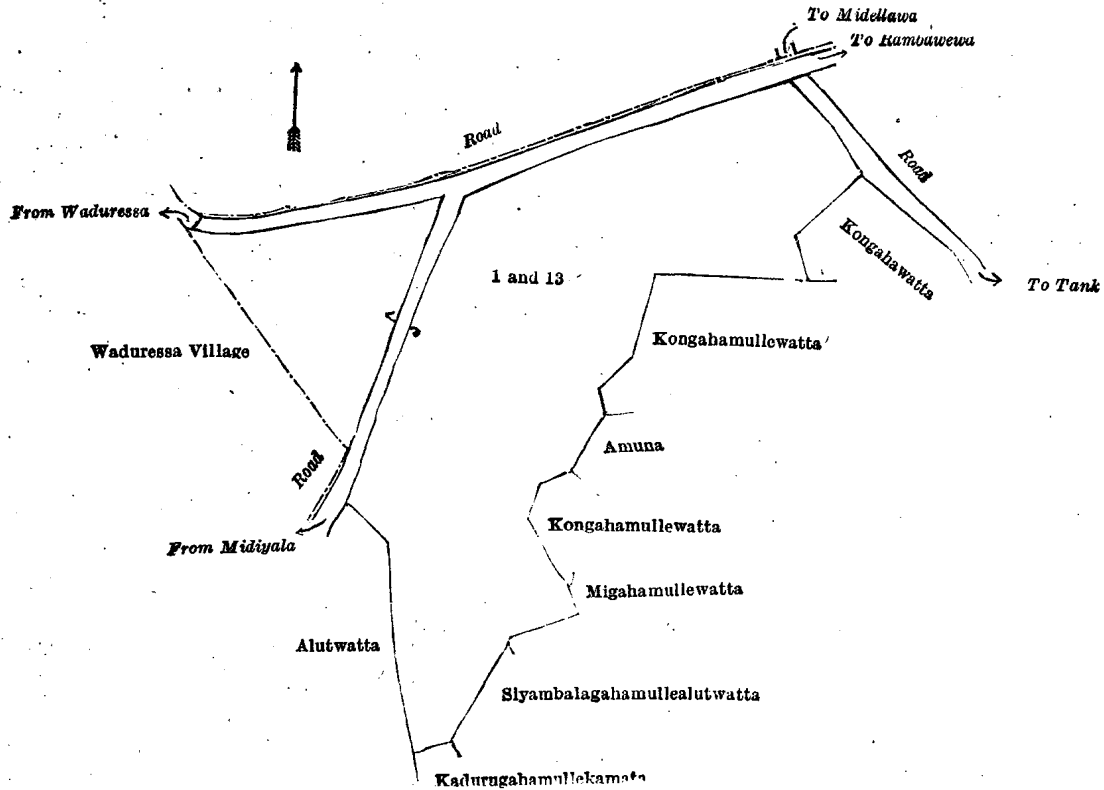 To Midellawa
To Rambawewa
Road
Road
From Waduressa
Kongahawatta
1 and 13
To Tank
Kongahamullewatta
Waduressa Village
Amuna
Road
Kongahamullewatta
From Midiyala
Migahamullewatta
Alutwatta
Siyambalagahamullealutwatta
Kadurugahamullekamata